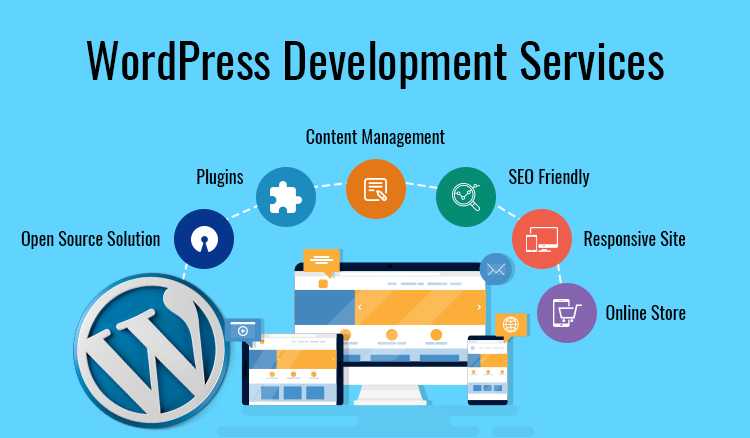 WordPress Development Services
Content Management
Plugins
SEO Friendly
Open Source Solution
Responsive Site
Online Store